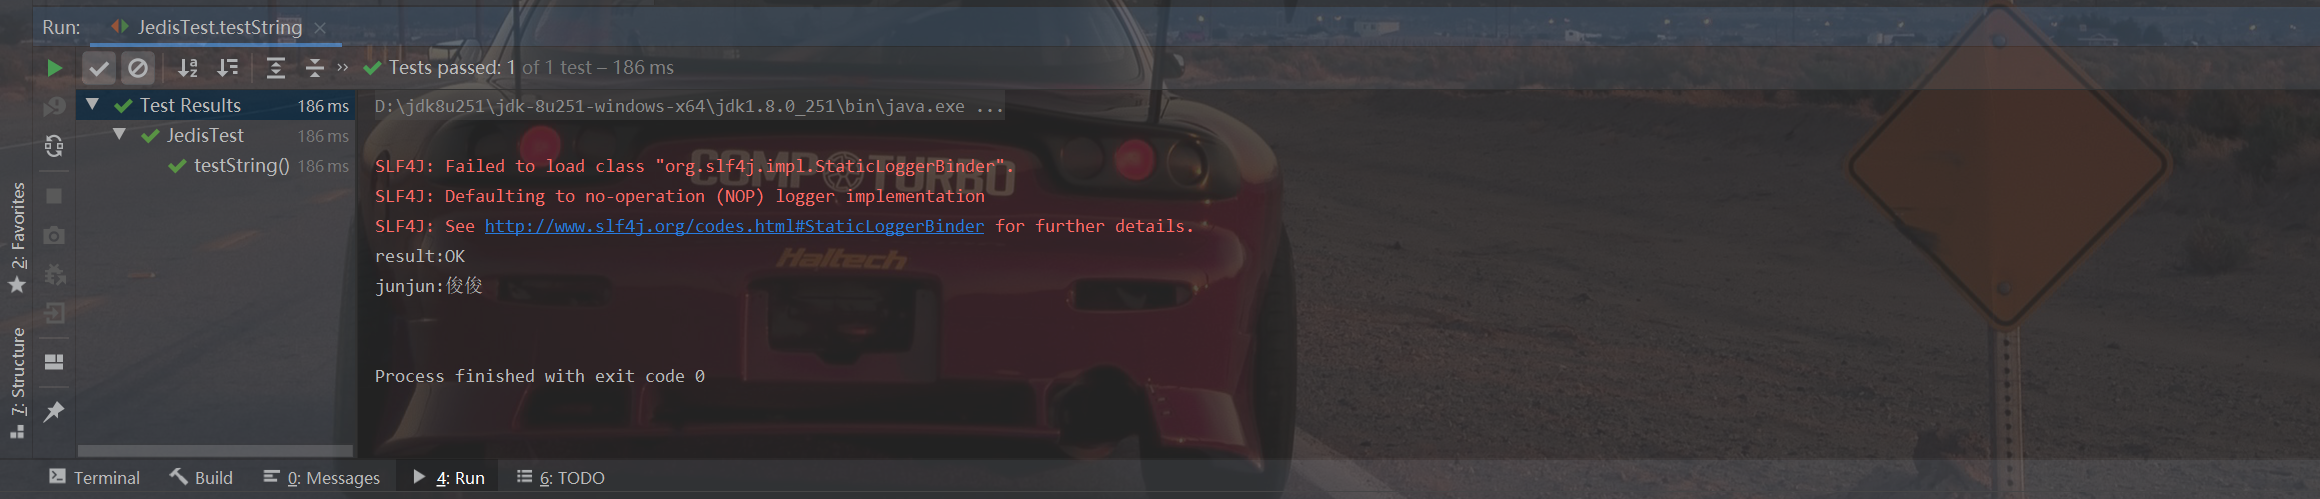 Run: JedisTest.testString
Tests passed: 1 of 1 test – 186 ms
Test Results 186 ms
JedisTest 186 ms
testString() 186 ms
D:\jdk8u251\jdk-8u251-windows-x64\jdk1.8.0_251\bin\java.exe ...
SLF4J: Failed to load class "org.slf4j.impl.StaticLoggerBinder".
SLF4J: Defaulting to no-operation (NOP) logger implementation
SLF4J: See http://www.slf4j.org/codes.html#StaticLoggerBinder for further details.
result:OK
junjun:俊俊
Process finished with exit code 0
COMP TURBO
Haltech
2: Favorites
7: Structure
Terminal Build 0: Messages 4: Run 6: TODO